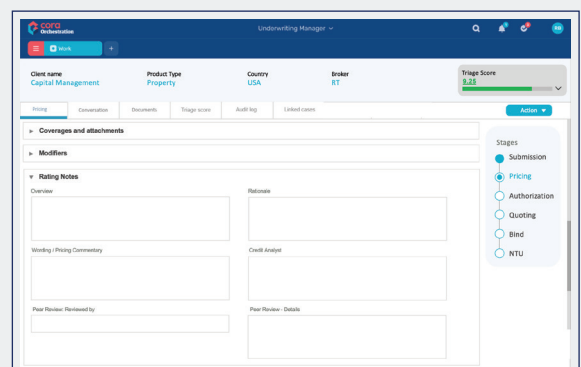 cora
Orchestration
Underwriting Manager
Work
+
Client name
Capital Management
Product Type
Property
Country
USA
Broker
RT
Triage Score
9.25
Pricing
Conversation
Documents
Triage score
Audit log
Linked cases
Action
Coverages and attachments
Modifiers
Rating Notes
Overview
Rationale
Wording / Pricing Commentary
Credit Analyst
Peer Review: Reviewed by
Peer Review - Details
Stages
Submission
Pricing
Authorization
Quoting
Bind
NTU